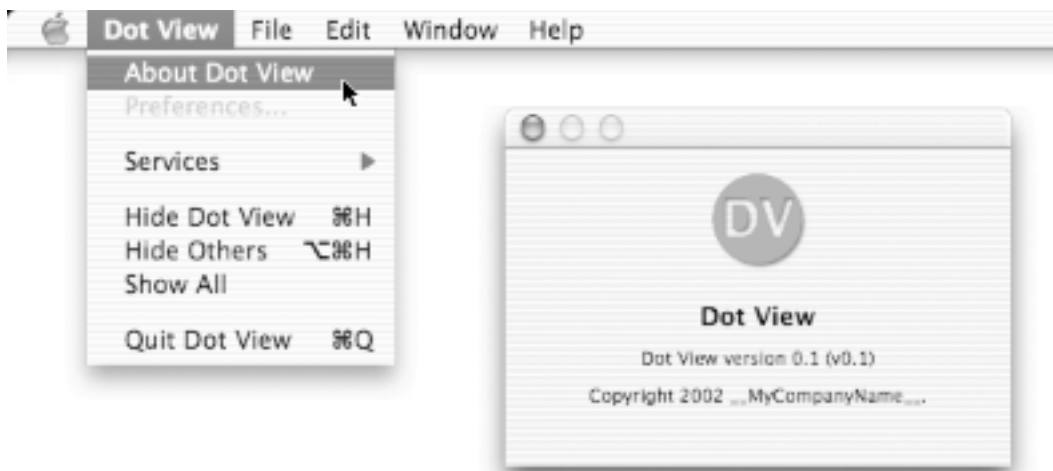 Dot View File Edit Window Help
About Dot View
Preferences...
Services
Hide Dot View ⌘H
Hide Others ⌥⌘H
Show All
Quit Dot View ⌘Q
DV
Dot View
Dot View version 0.1 (v0.1)
Copyright 2002 __MyCompanyName__.